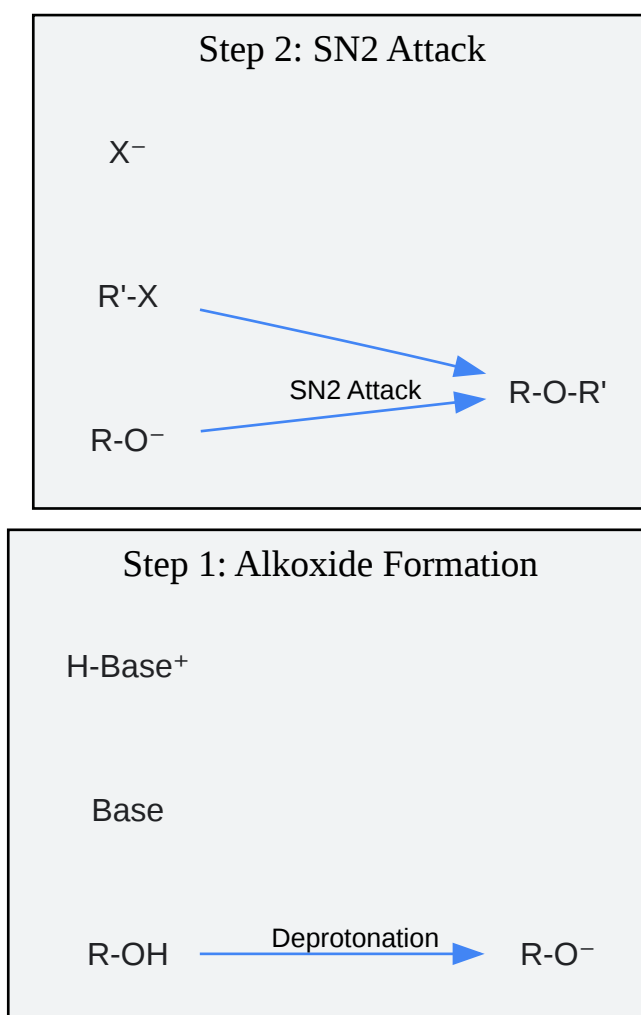 Step 2: SN2 Attack
X⁻
R'-X
SN2 Attack
R-O-R'
R-O⁻
Step 1: Alkoxide Formation
H-Base⁺
Base
Deprotonation
R-OH
R-O⁻